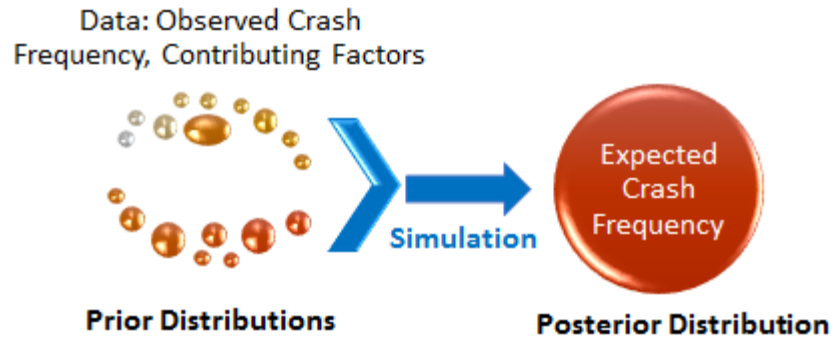 Data: Observed Crash
Frequency, Contributing Factors
Expected
Crash
Frequency
Simulation
Prior Distributions
Posterior Distribution